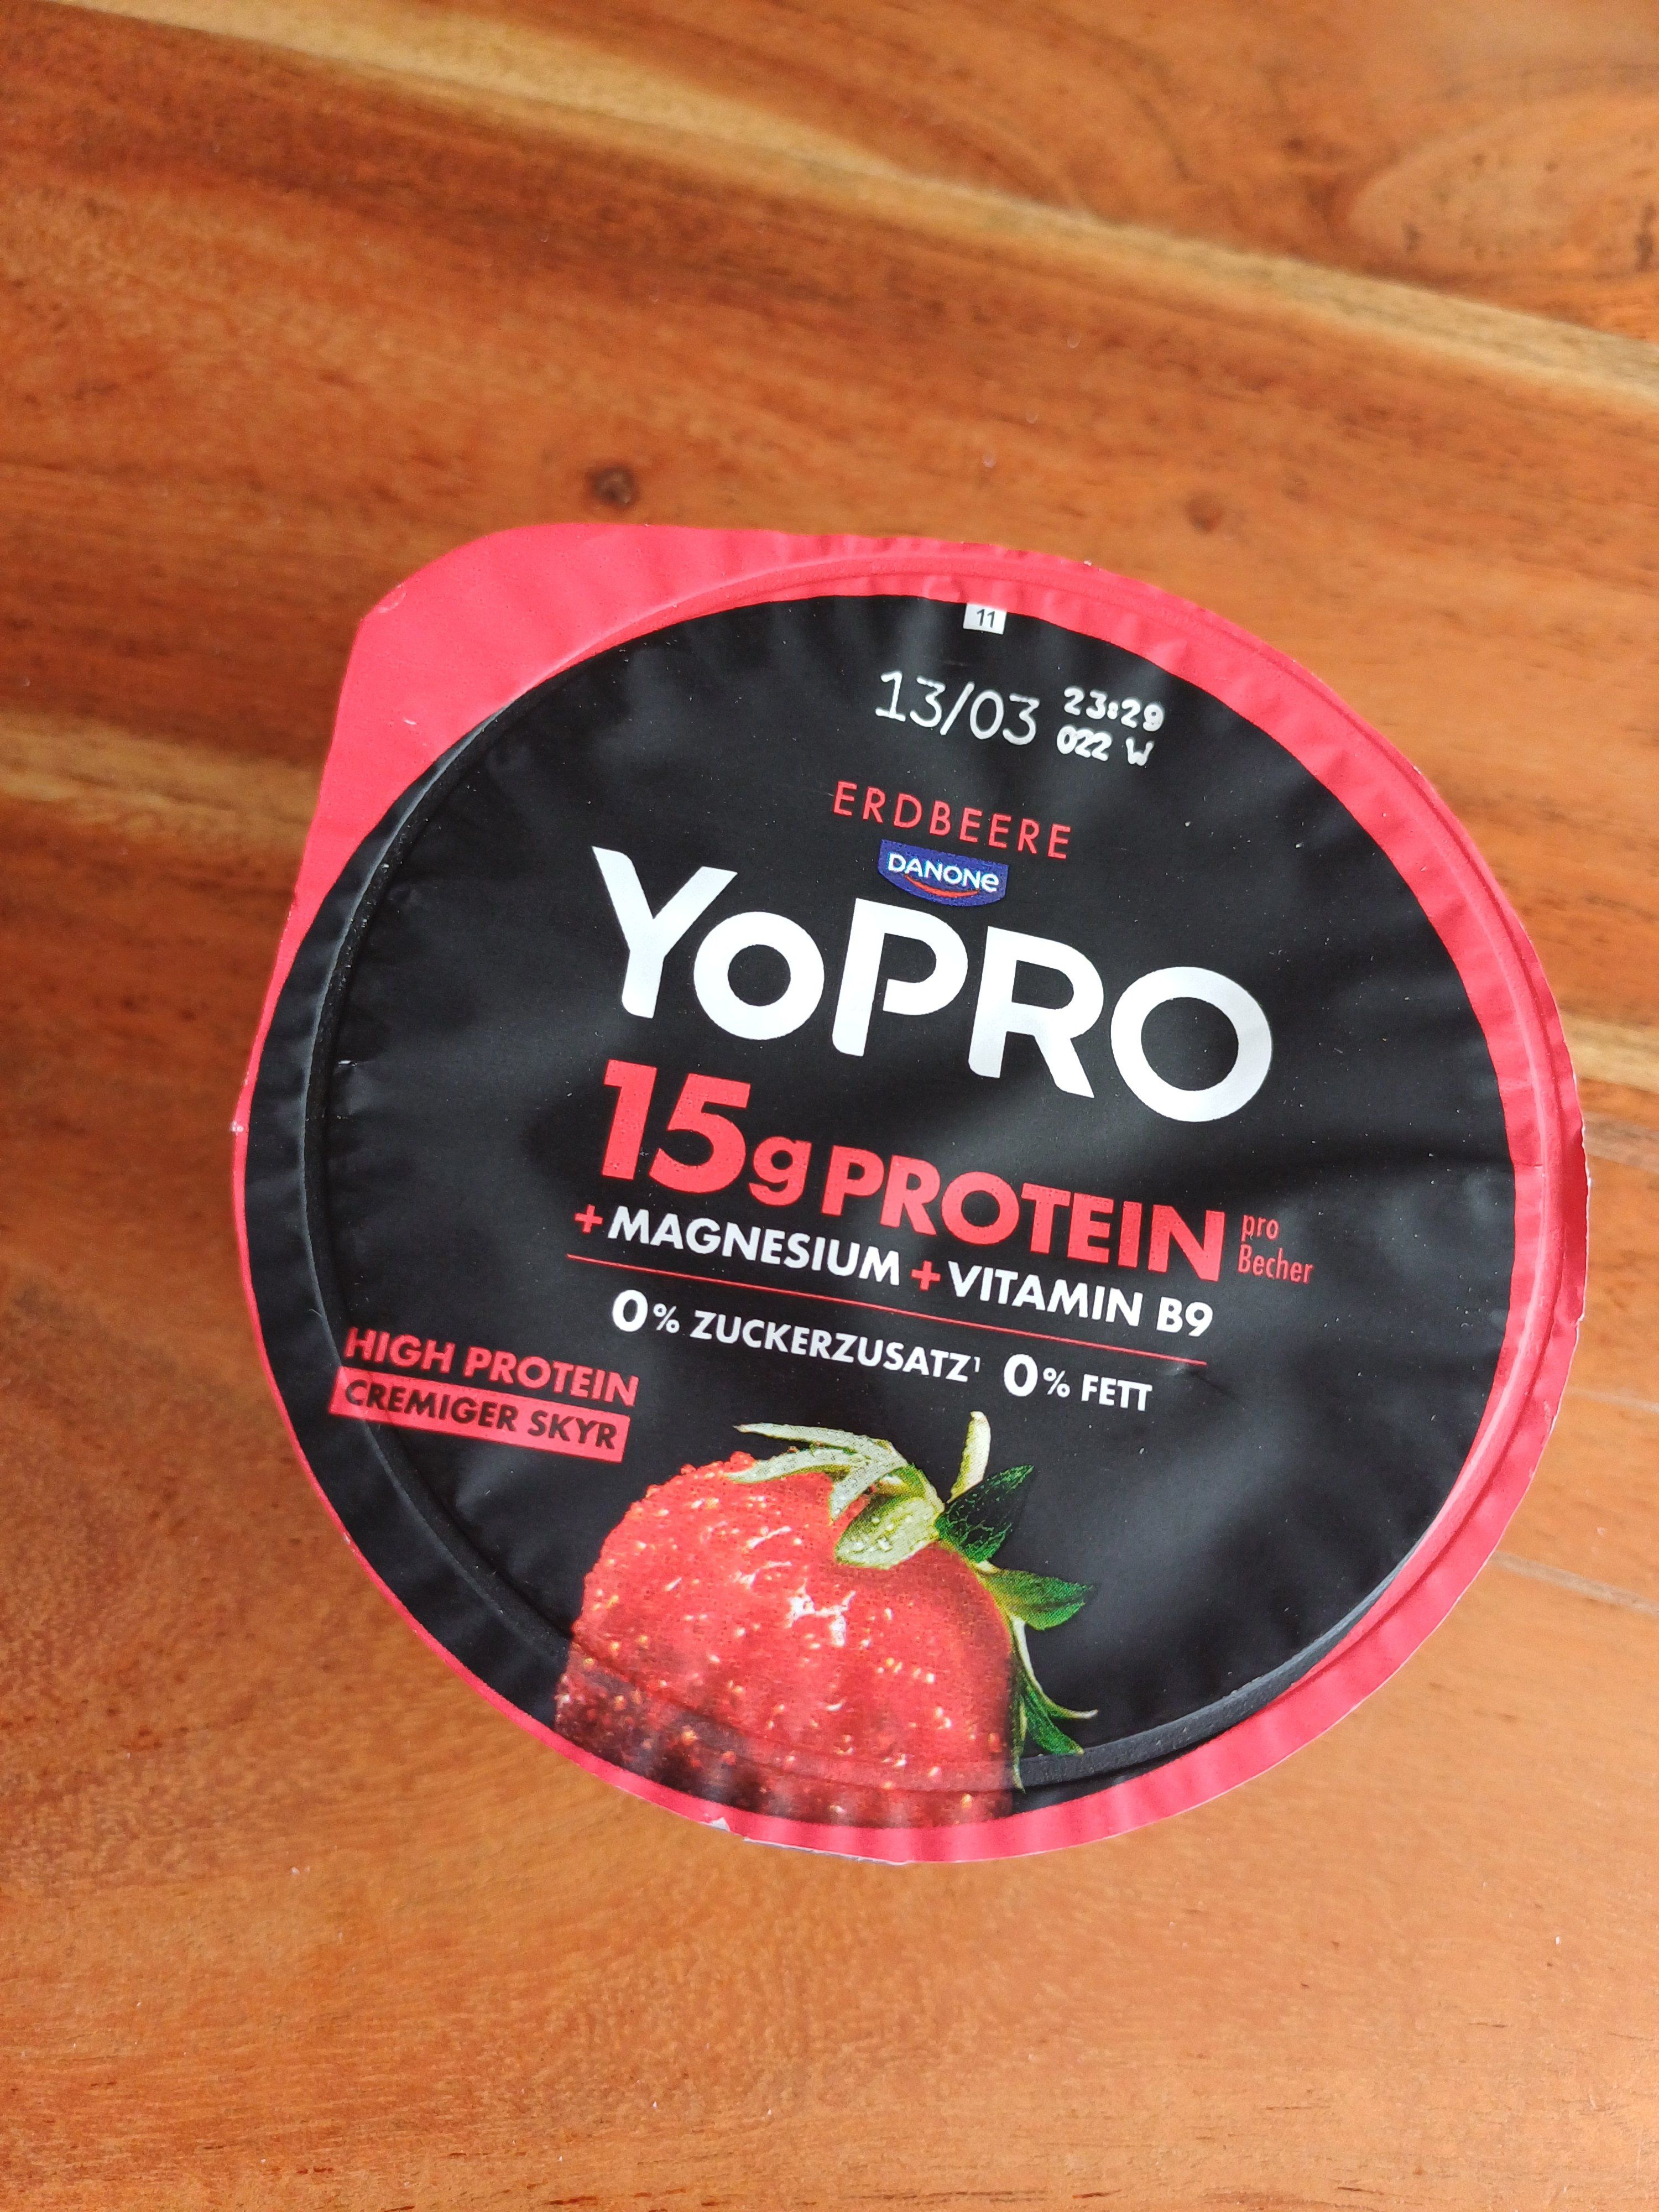 11
13/03 23:29
022 W
ERDBEERE
DANONE
YoPRO
15g PROTEIN pro Becher
+MAGNESIUM +VITAMIN B9
0% ZUCKERZUSATZ¹ 0% FETT
HIGH PROTEIN
CREMIGER SKYR